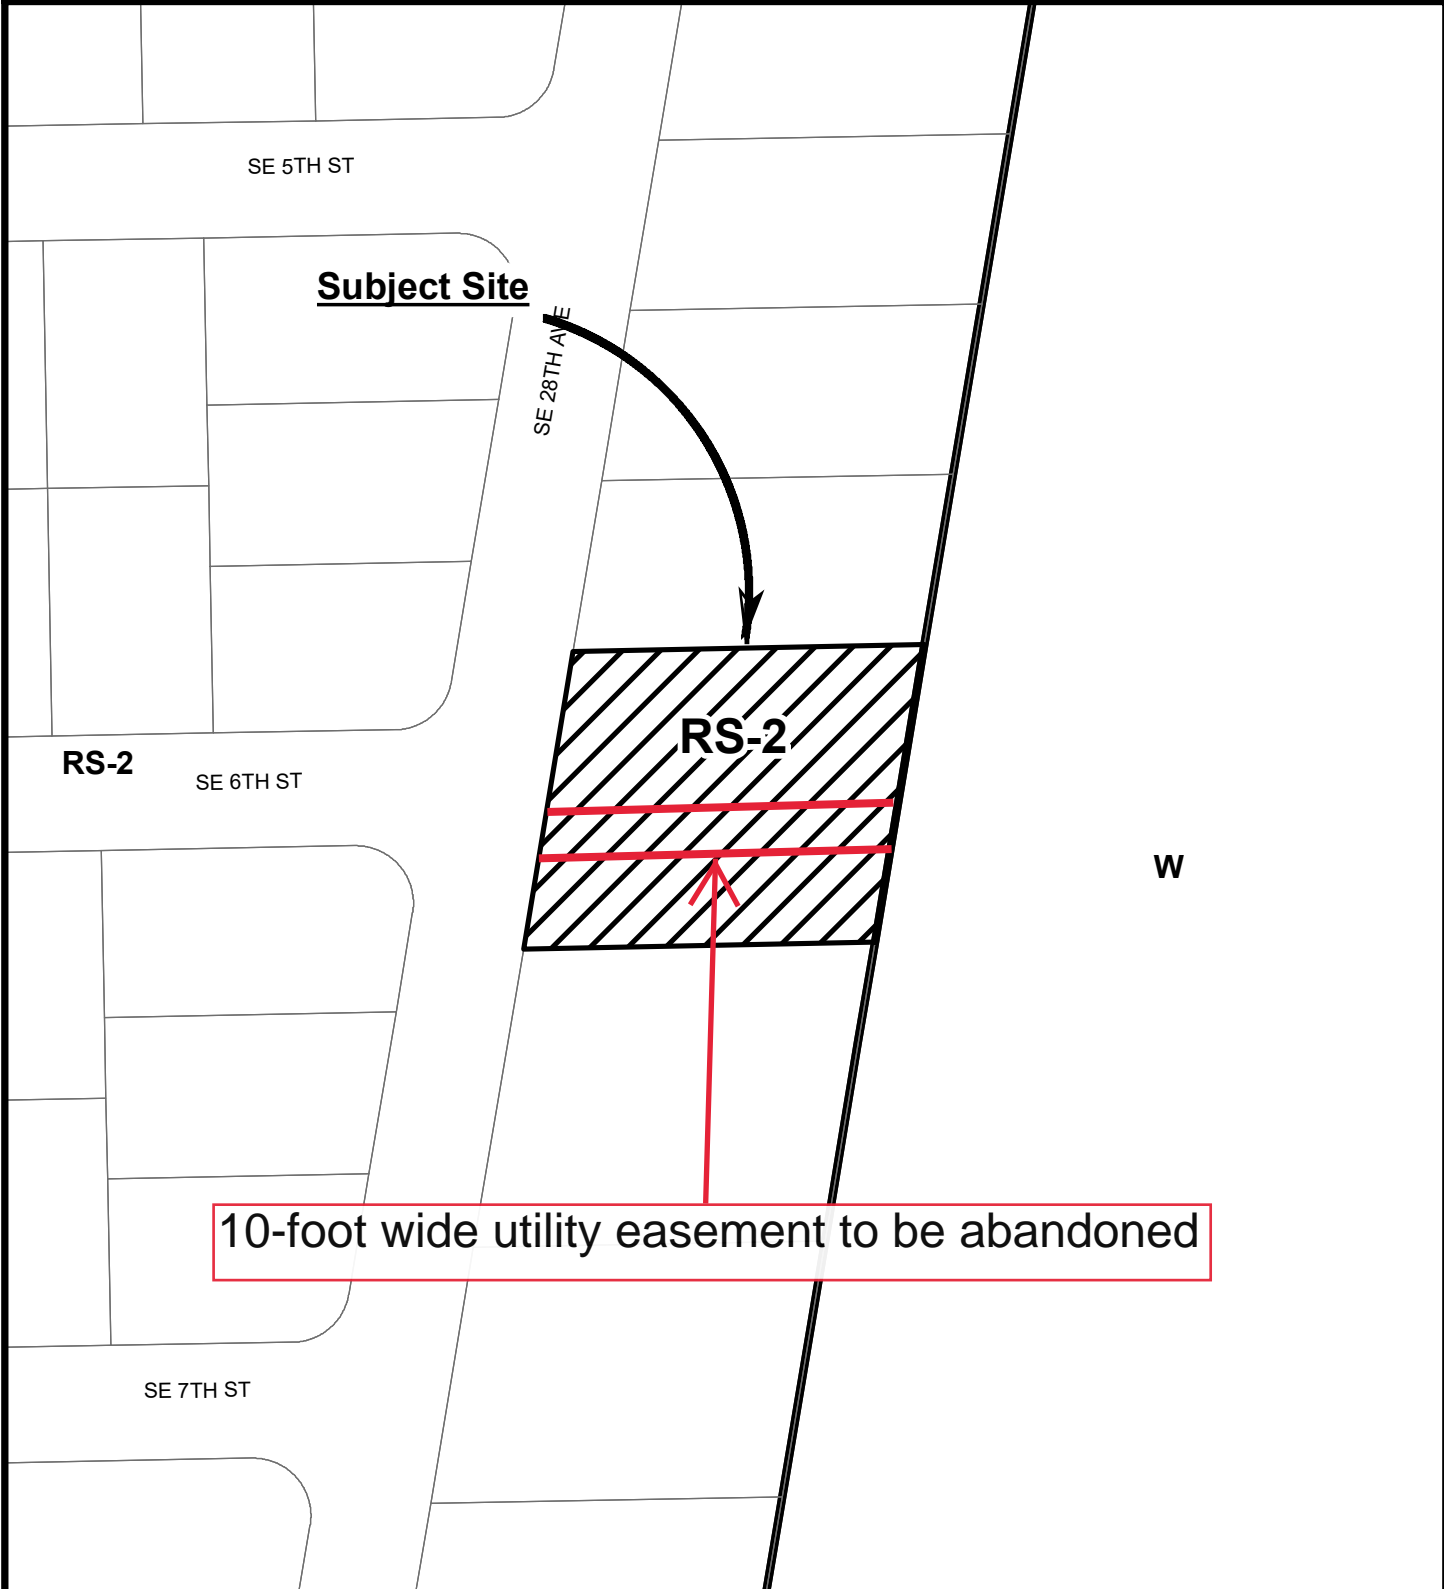 SE 5TH ST
Subject Site
SE 28TH AVE
RS-2
RS-2
SE 6TH ST
W
10-foot wide utility easement to be abandoned
SE 7TH ST